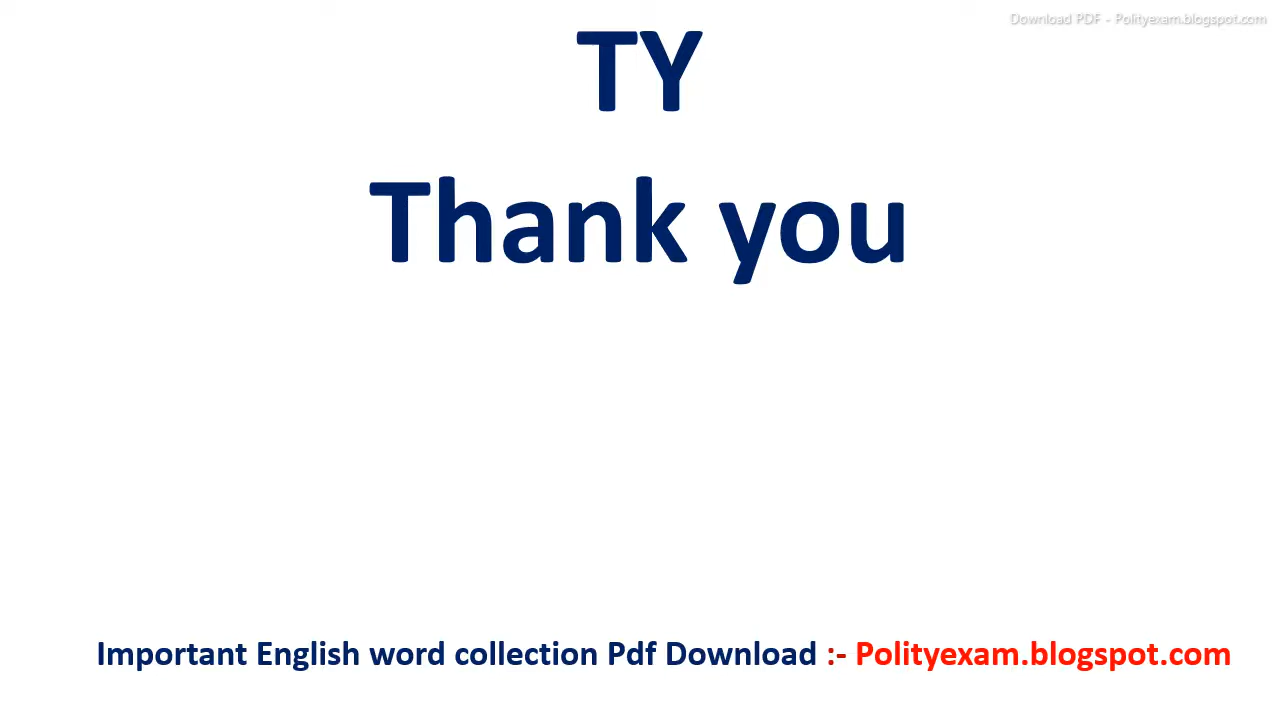 Download PDF - Polityexam.blogspot.com
TY
Thank you
Important English word collection Pdf Download :- Polityexam.blogspot.com